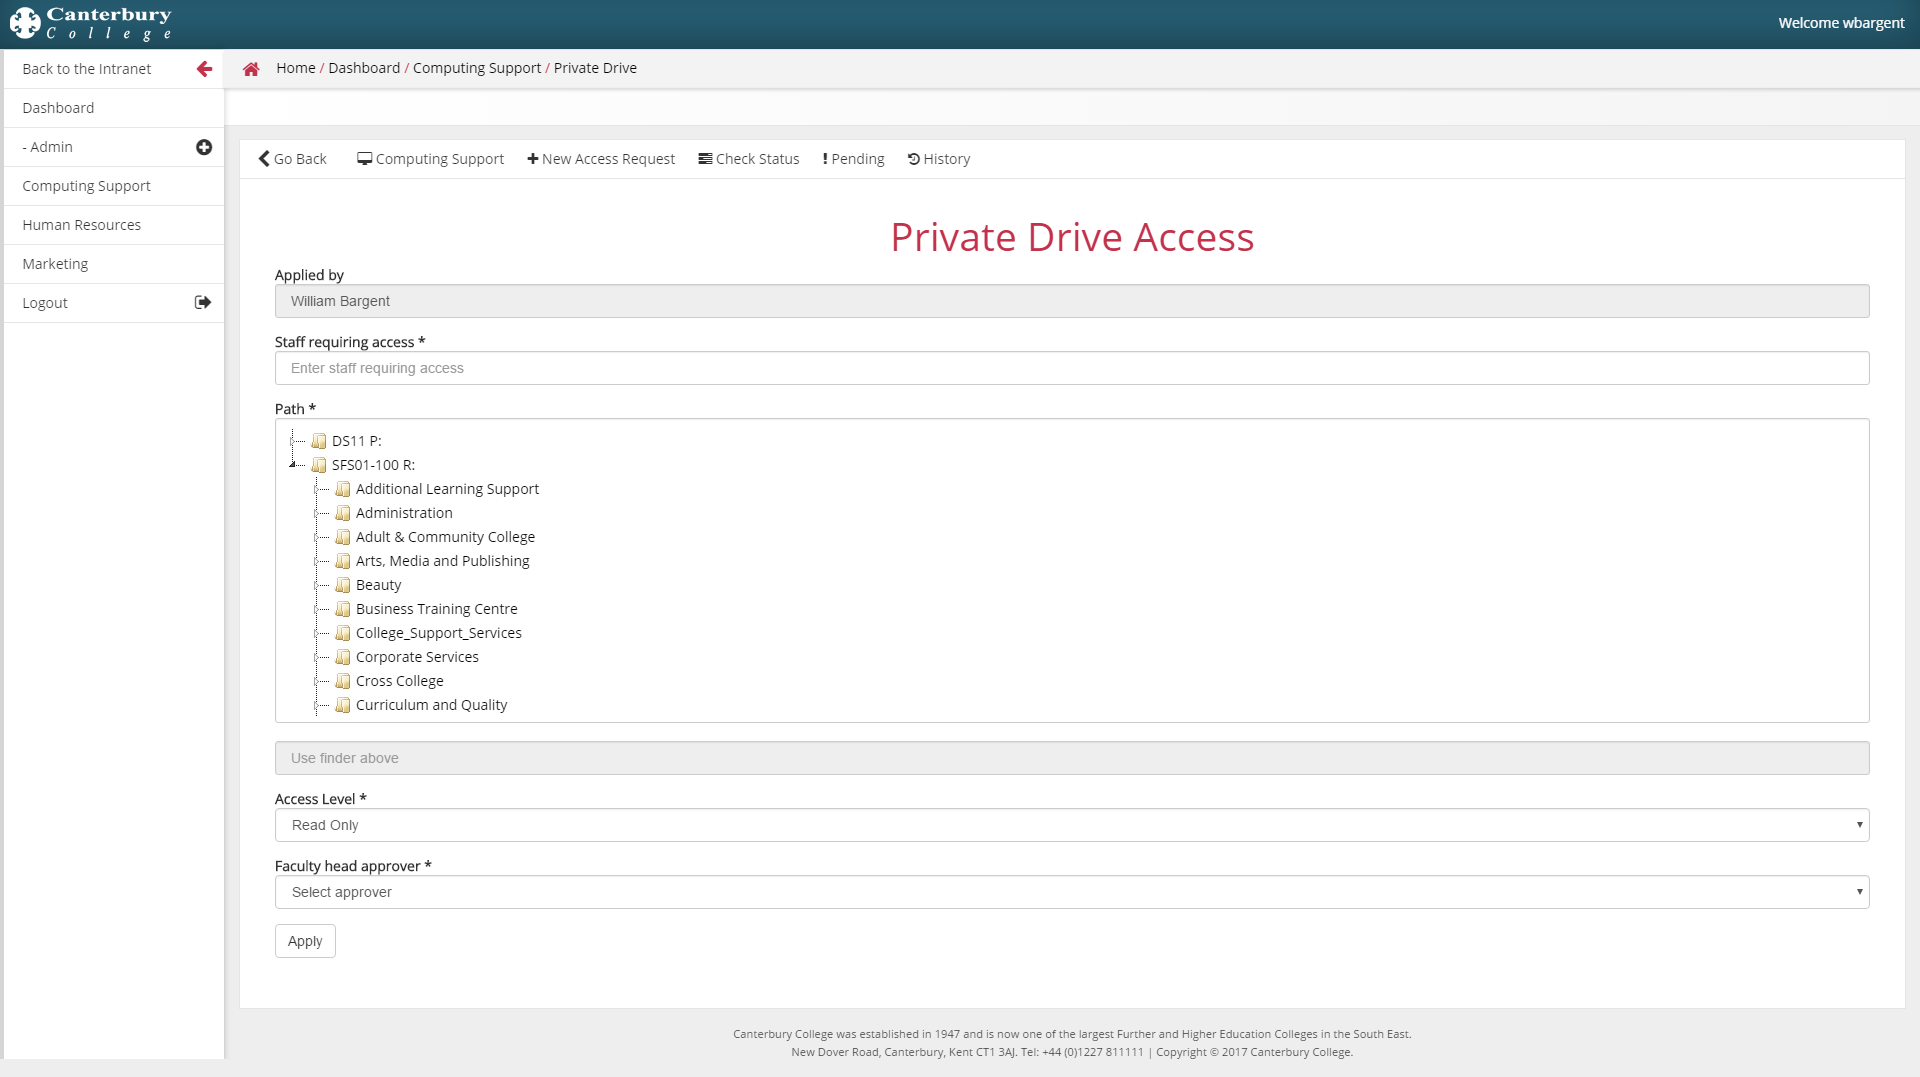 Canterbury
College
Welcome wbargent
Back to the Intranet
Dashboard
- Admin
Computing Support
Human Resources
Marketing
Logout
Home / Dashboard / Computing Support / Private Drive
Go Back Computing Support New Access Request Check Status Pending History
Private Drive Access
Applied by
William Bargent
Staff requiring access *
Enter staff requiring access
Path *
DS11 P:
SFS01-100 R:
Additional Learning Support
Administration
Adult & Community College
Arts, Media and Publishing
Beauty
Business Training Centre
College_Support_Services
Corporate Services
Cross College
Curriculum and Quality
Use finder above
Access Level *
Read Only
Faculty head approver *
Select approver
Apply
Canterbury College was established in 1947 and is now one of the largest Further and Higher Education Colleges in the South East.
New Dover Road, Canterbury, Kent CT1 3AJ. Tel: +44 (0)1227 811111 | Copyright © 2017 Canterbury College.